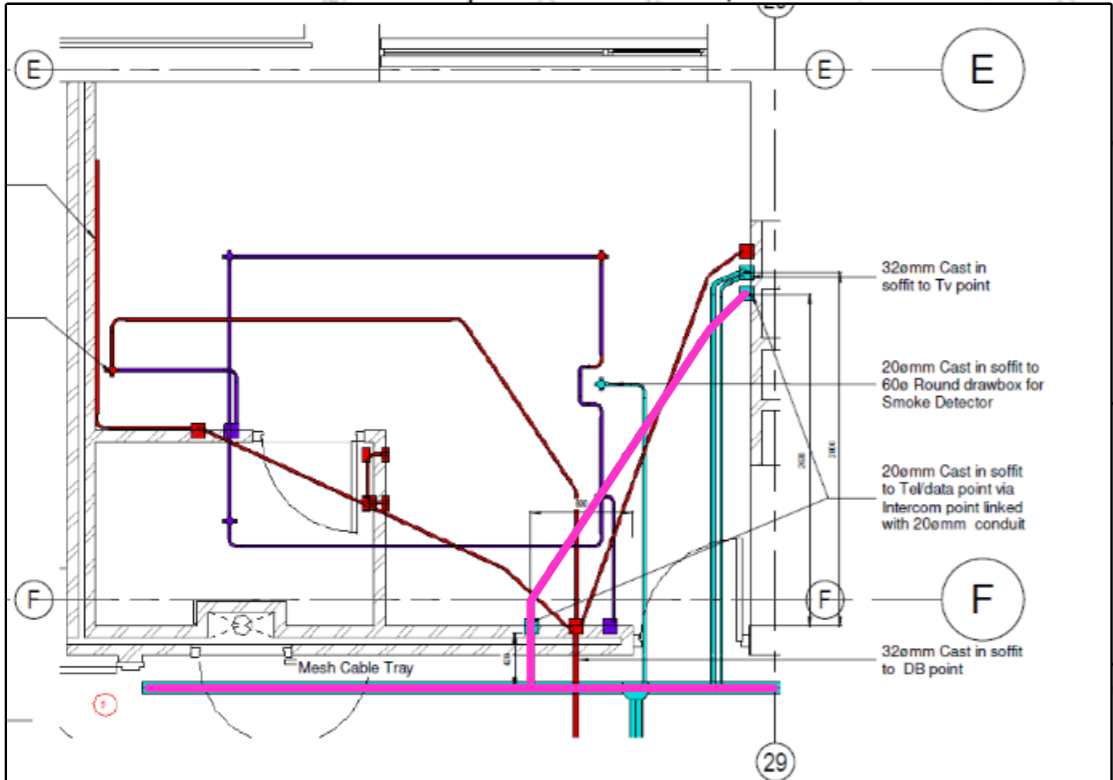 E
E
E
32ømm Cast in
soffit to Tv point
20ømm Cast in soffit to
60ø Round drawbox for
Smoke Detector
20ømm Cast in soffit
to Tel/data point via
Intercom point linked
with 20ømm conduit
F
F
F
32ømm Cast in soffit
to DB point
Mesh Cable Tray
29